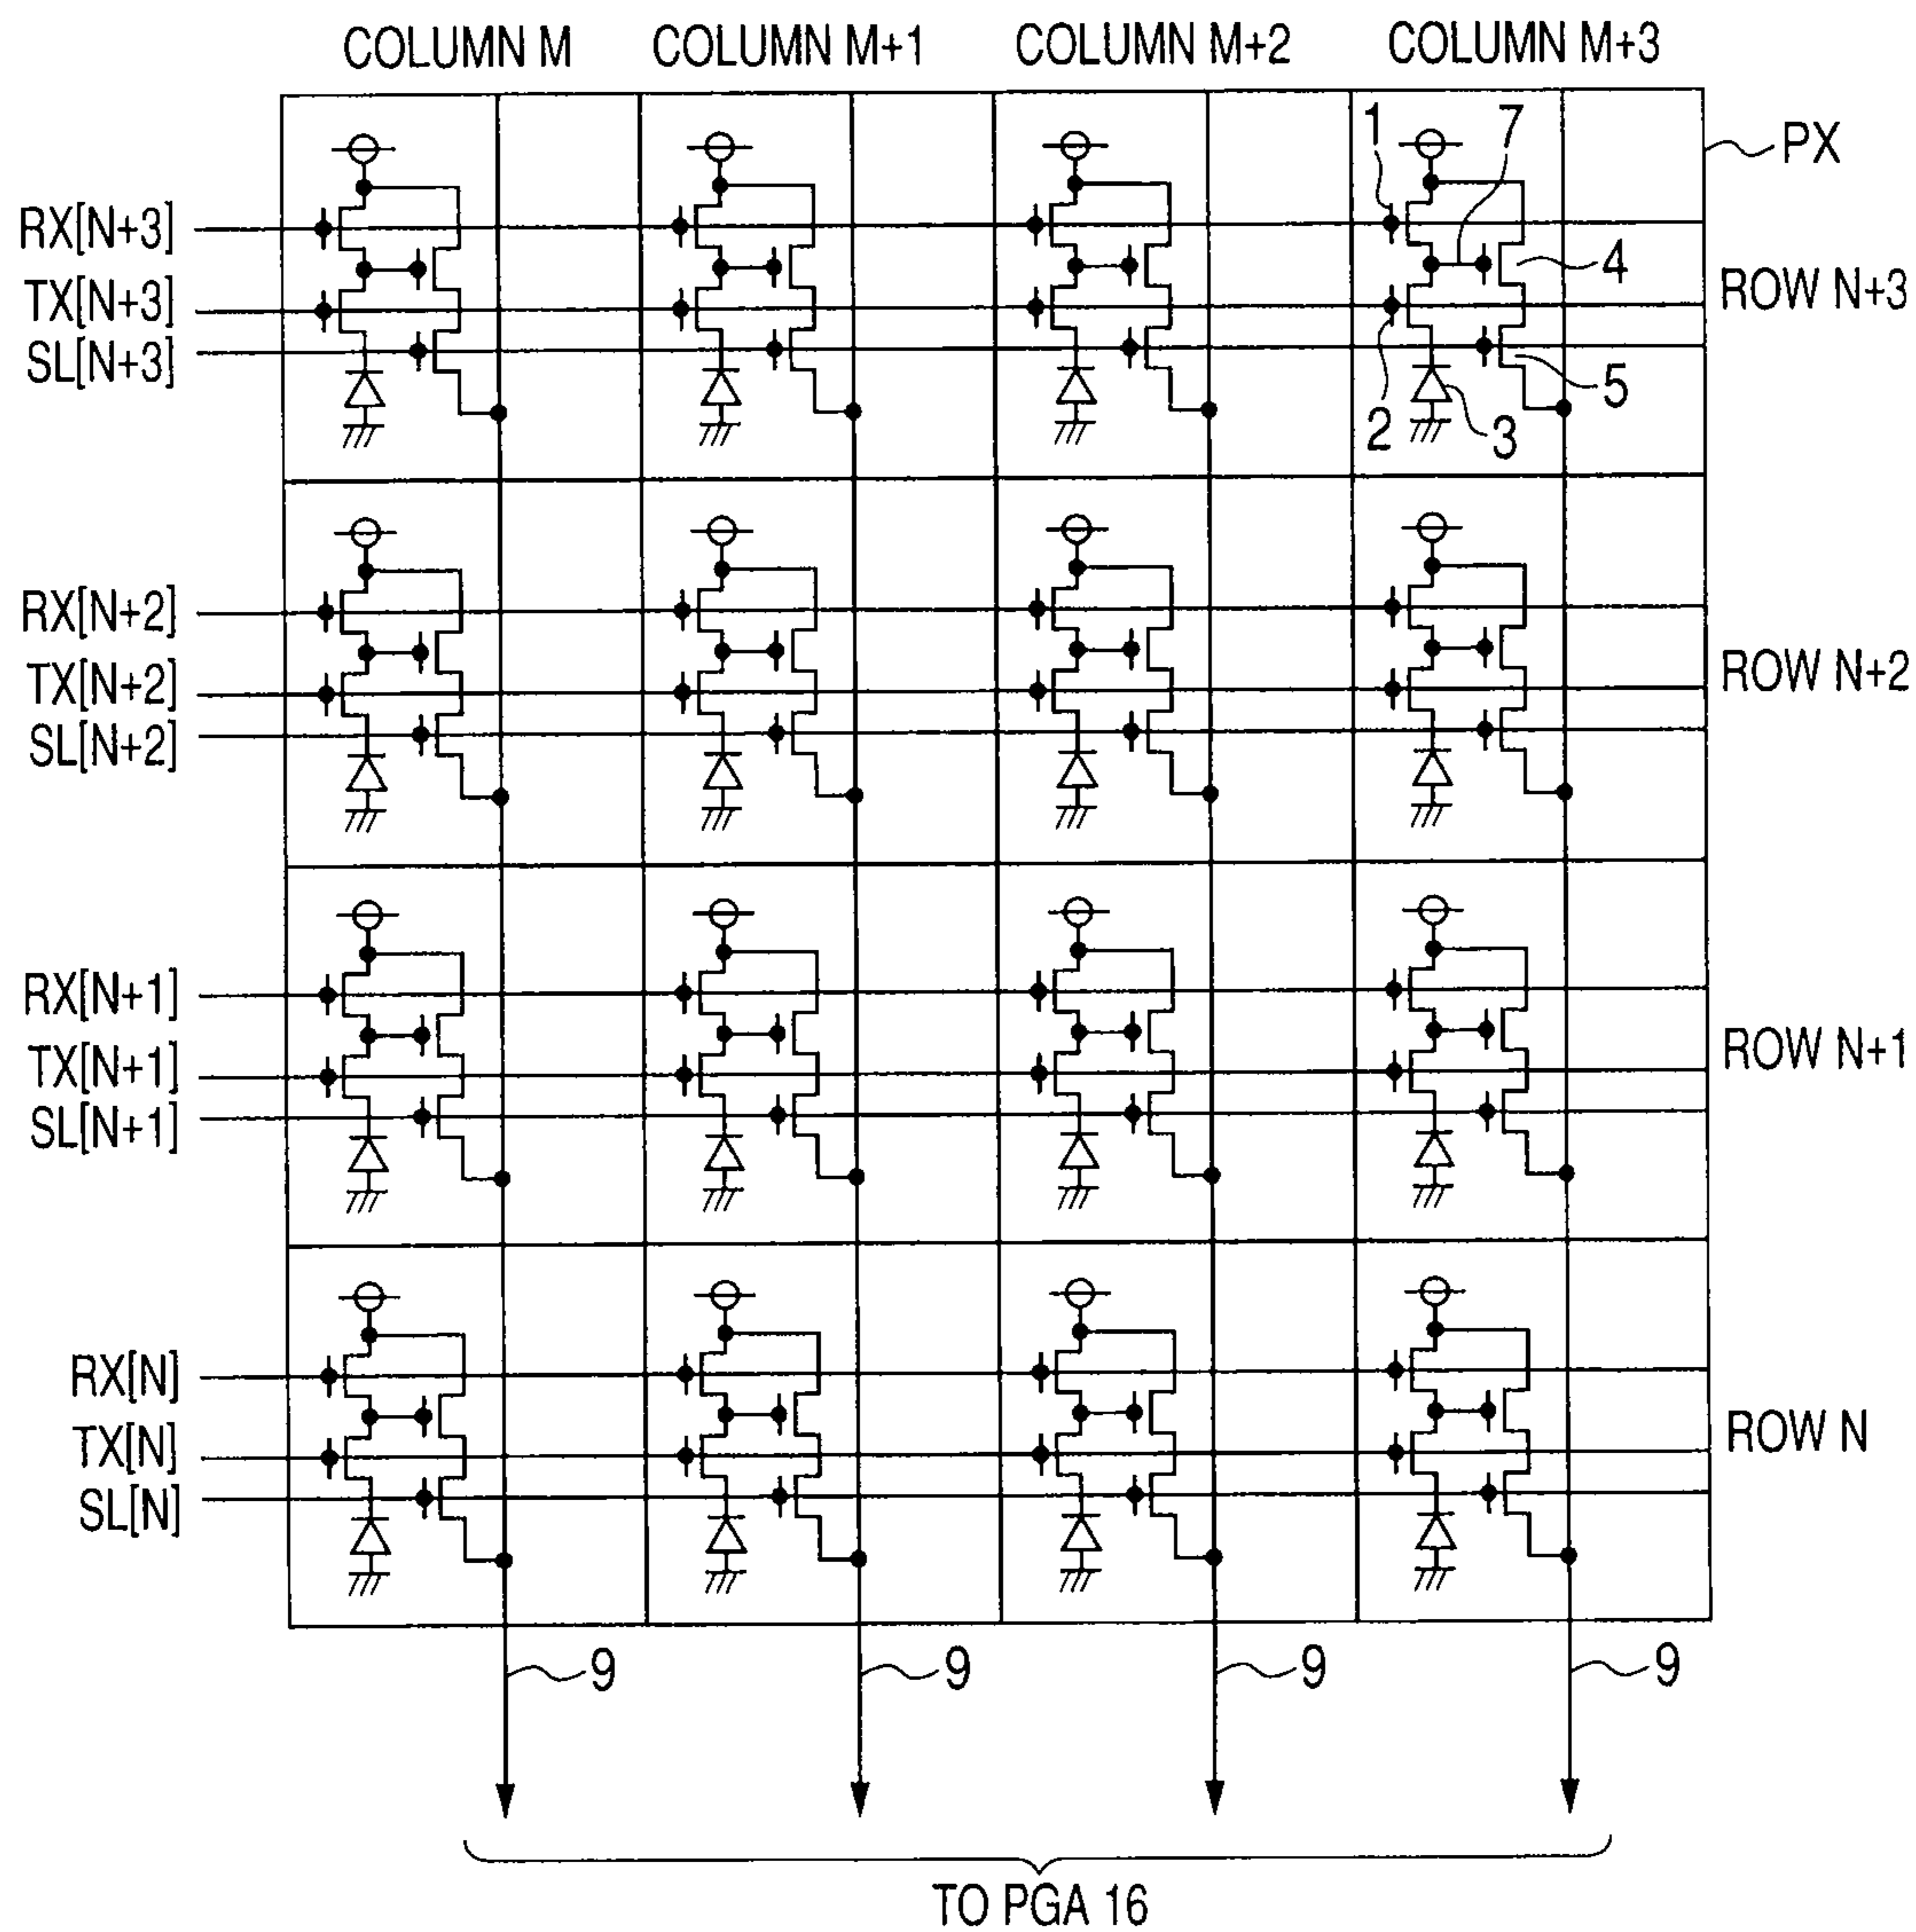 COLUMN M COLUMN M+1 COLUMN M+2 COLUMN M+3
1 7 PX
RX[N+3]
4
TX[N+3] ROW N+3
SL[N+3]
5
2 3
RX[N+2]
TX[N+2] ROW N+2
SL[N+2]
RX[N+1]
TX[N+1] ROW N+1
SL[N+1]
RX[N]
TX[N] ROW N
SL[N]
9 9 9 9
TO PGA 16